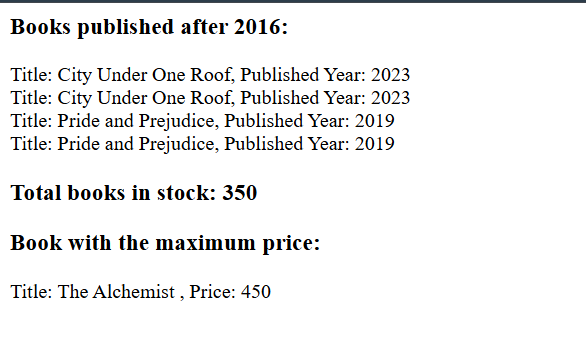 Books published after 2016:
Title: City Under One Roof, Published Year: 2023
Title: City Under One Roof, Published Year: 2023
Title: Pride and Prejudice, Published Year: 2019
Title: Pride and Prejudice, Published Year: 2019
Total books in stock: 350
Book with the maximum price:
Title: The Alchemist , Price: 450